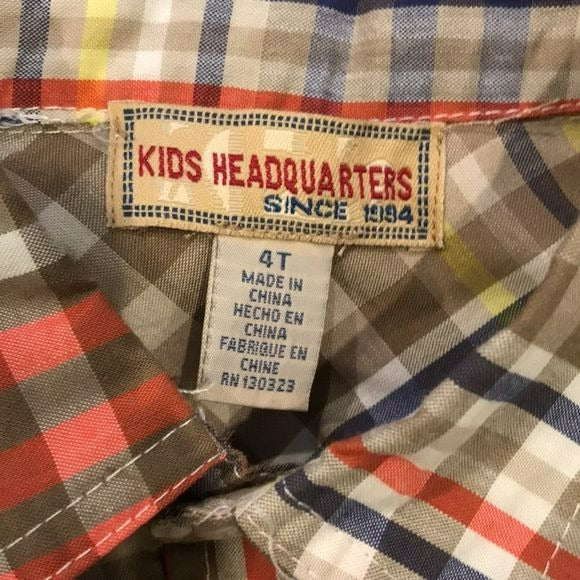 KIDS HEADQUARTERS
SINCE 1994
4T
MADE IN
CHINA
HECHO EN
CHINA
FABRIQUE EN
CHINE
RN 130323